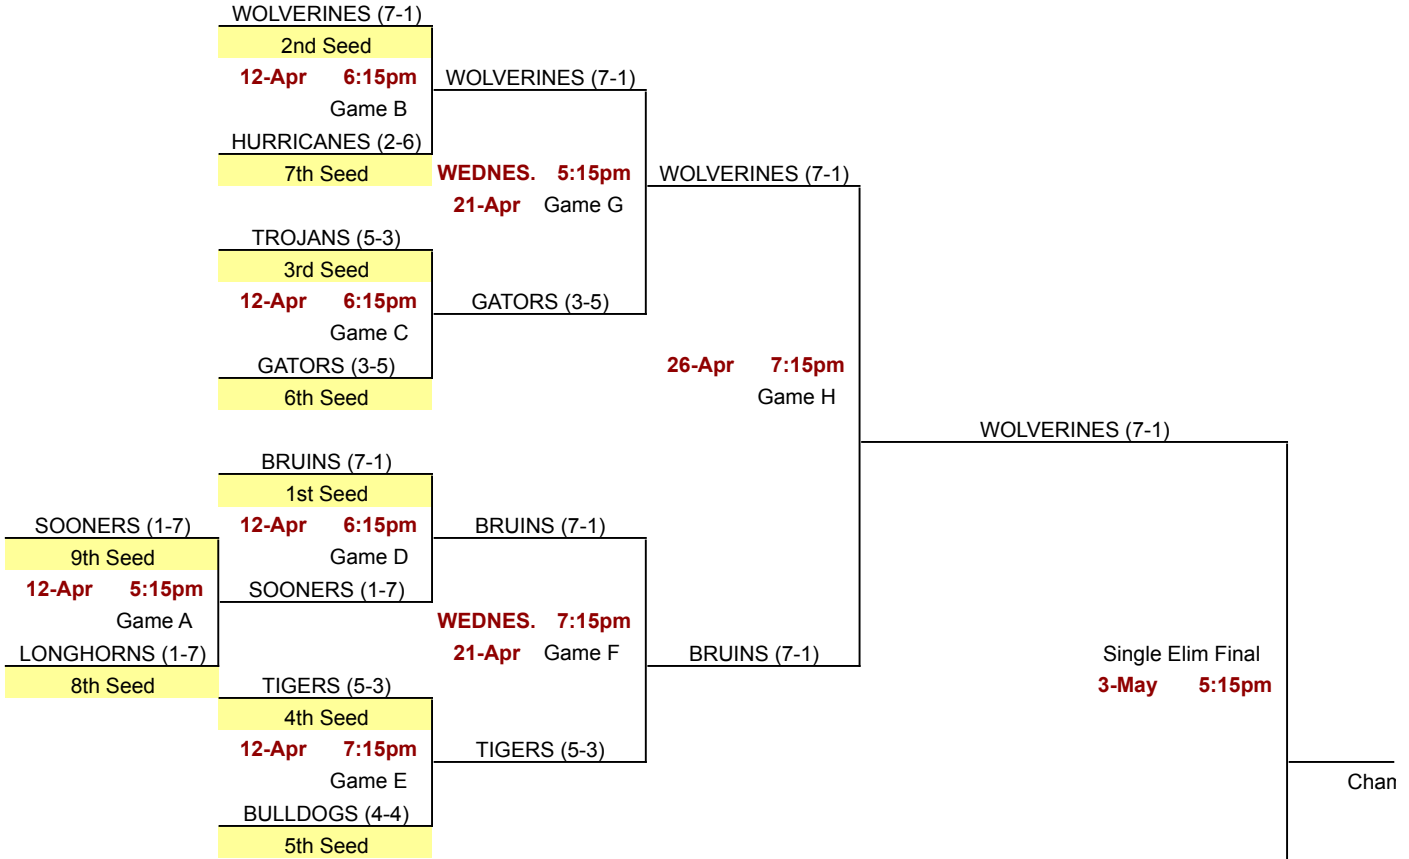 WOLVERINES (7-1)
2nd Seed
12-Apr 6:15pm
Game B
HURRICANES (2-6)
7th Seed
WOLVERINES (7-1)
WEDNES. 5:15pm
21-Apr Game G
WOLVERINES (7-1)
TROJANS (5-3)
3rd Seed
12-Apr 6:15pm
Game C
GATORS (3-5)
6th Seed
GATORS (3-5)
26-Apr 7:15pm
Game H
WOLVERINES (7-1)
BRUINS (7-1)
1st Seed
12-Apr 6:15pm
Game D
SOONERS (1-7)
SOONERS (1-7)
9th Seed
12-Apr 5:15pm
Game A
LONGHORNS (1-7)
8th Seed
BRUINS (7-1)
WEDNES. 7:15pm
21-Apr Game F
BRUINS (7-1)
TIGERS (5-3)
4th Seed
12-Apr 7:15pm
Game E
BULLDOGS (4-4)
5th Seed
TIGERS (5-3)
Single Elim Final
3-May 5:15pm